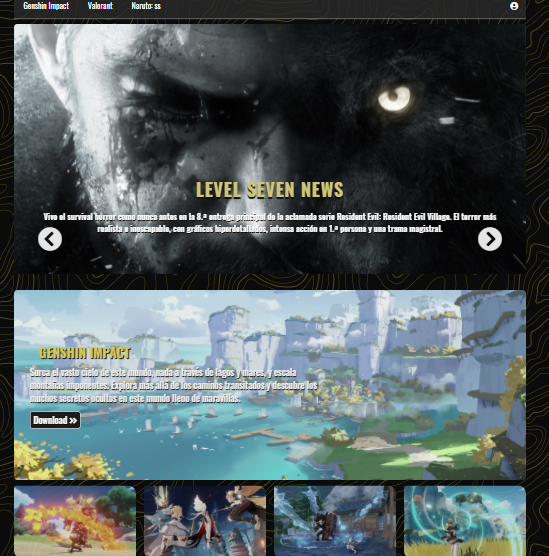 Genshin Impact Valorant Naruto: ss
LEVEL SEVEN NEWS
Vive el survival horror como nunca antes en la 8.ª entrega principal de la aclamada serie Resident Evil: Resident Evil Village. El terror más
realista e inescapable, con gráficos hiperdetallados, intensa acción en 1.ª persona y una trama magistral.
GENSHIN IMPACT
Surca el vasto cielo de este mundo, nada a través de lagos y mares, y escala
montañas imponentes. Explora más allá de los caminos transitados y descubre los
muchos secretos ocultos en este mundo lleno de maravillas.
Download >>